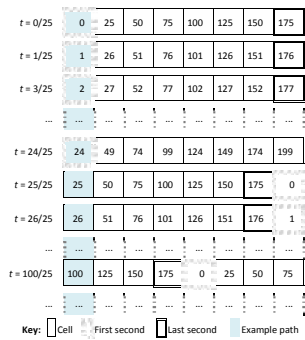 t = 0/25 0 25 50 75 100 125 150 175
t = 1/25 1 26 51 76 101 126 151 176
t = 3/25 2 27 52 77 102 127 152 177
... ... ... ... ... ... ... ... ...
t = 24/25 24 49 74 99 124 149 174 199
t = 25/25 25 50 75 100 125 150 175 0
t = 26/25 26 51 76 101 126 151 176 1
... ... ... ... ... ... ... ... ...
t = 100/25 100 125 150 175 0 25 50 75
... ... ... ... ... ... ... ... ...
Key: Cell First second Last second Example path